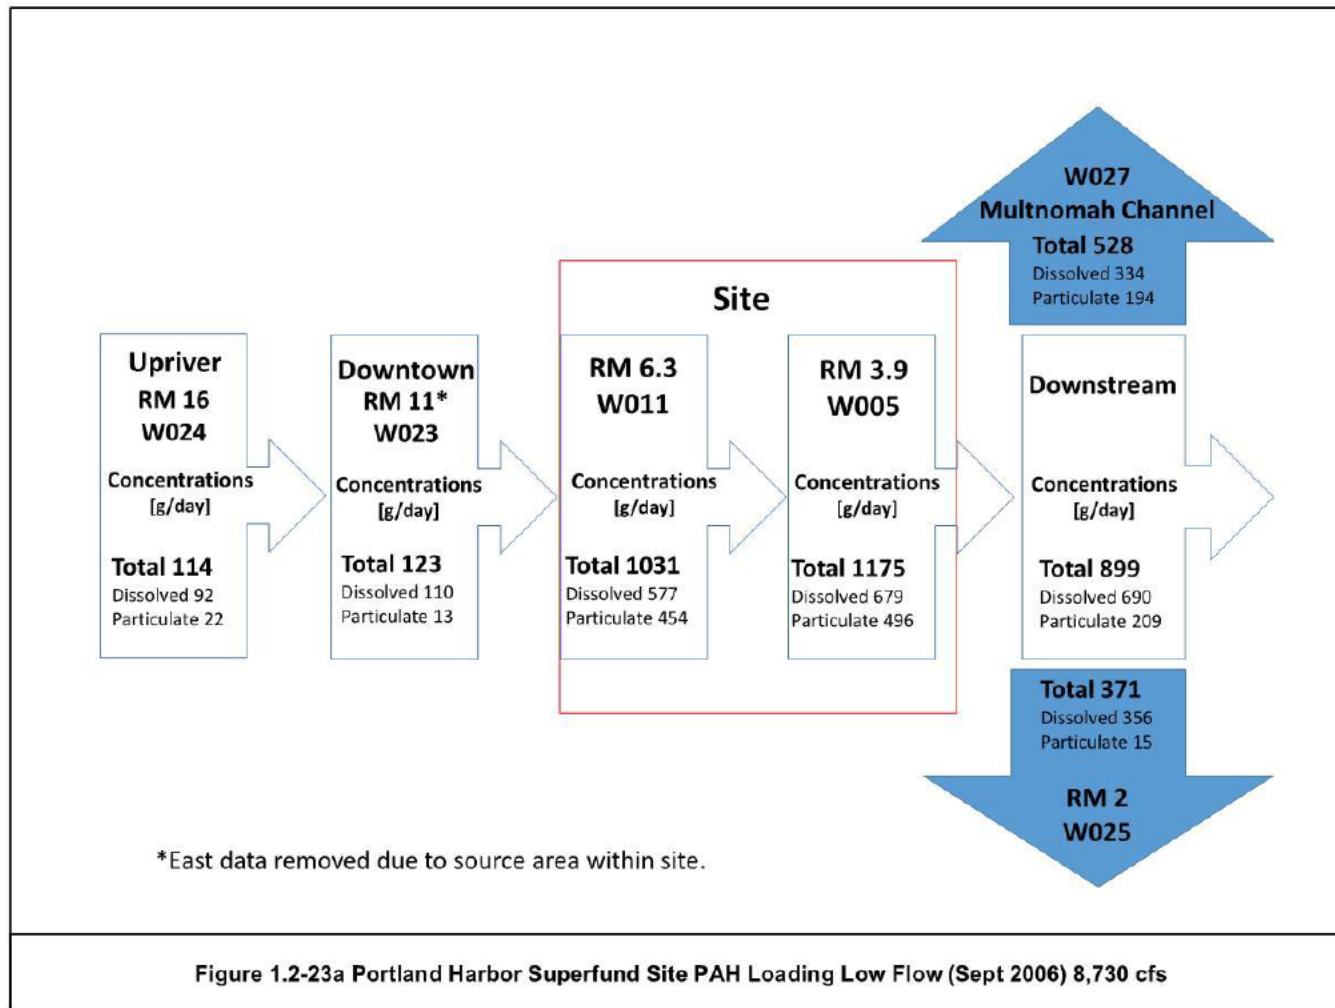 Upriver
RM 16
W024
Concentrations
[g/day]
Total 114
Dissolved 92
Particulate 22
Downtown
RM 11*
W023
Concentrations
[g/day]
Total 123
Dissolved 110
Particulate 13
Site
RM 6.3
W011
Concentrations
[g/day]
Total 1031
Dissolved 577
Particulate 454
RM 3.9
W005
Concentrations
[g/day]
Total 1175
Dissolved 679
Particulate 496
W027
Multnomah Channel
Total 528
Dissolved 334
Particulate 194
Downstream
Concentrations
[g/day]
Total 899
Dissolved 690
Particulate 209
Total 371
Dissolved 356
Particulate 15
RM 2
W025
*East data removed due to source area within site.
Figure 1.2-23a Portland Harbor Superfund Site PAH Loading Low Flow (Sept 2006) 8,730 cfs